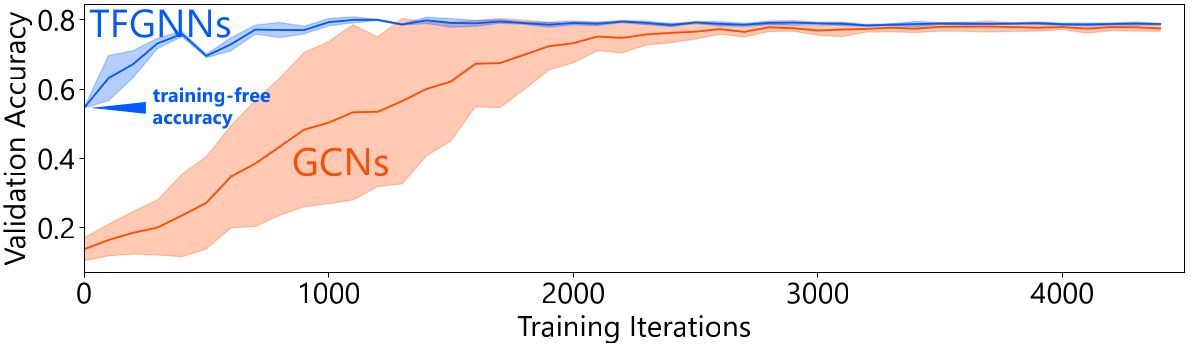 0.8
0.6
0.4
0.2
Validation Accuracy
TFGNNs
training-free
accuracy
GCNs
0 1000 2000 3000 4000
Training Iterations